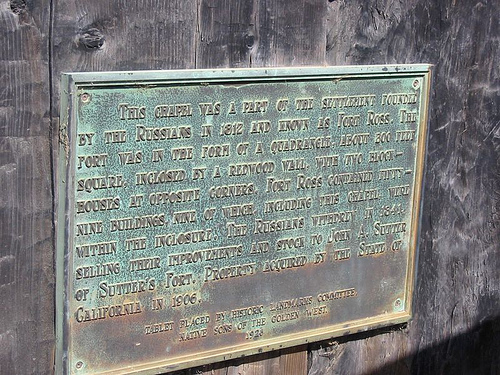 This chapel was a part of the settlement founded
by the Russians in 1812 and known as Fort Ross. The
fort was in the form of a quadrangle, about 300 feet
square, inclosed by a redwood wall, with two block-
houses at opposite corners. Fort Ross contained fifty-
nine buildings, nine of which, including this chapel, were
within the inclosure. The Russians withdrew in 1841,
selling their improvements and stock to John A. Sutter
of Sutter's Fort. Property acquired by the State of
California in 1906.
Tablet placed by Historic Landmarks Committee,
Native Sons of the Golden West.